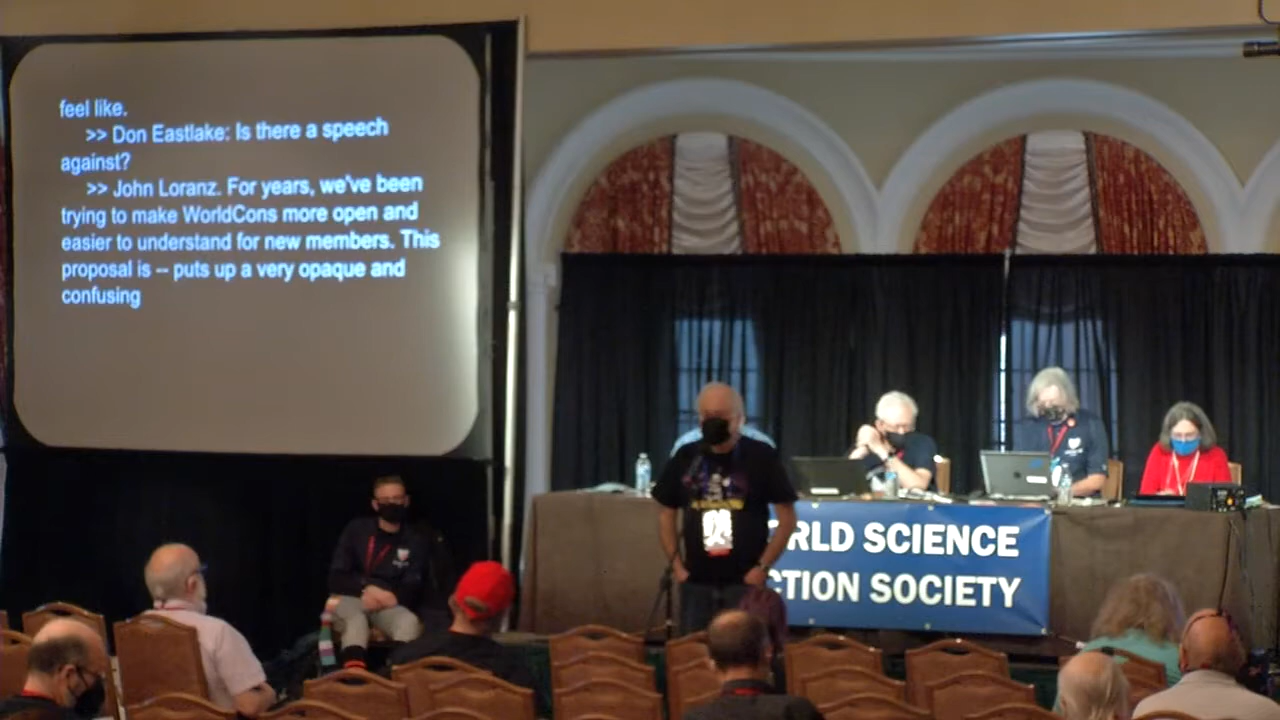 feel like.
>> Don Eastlake: Is there a speech
against?
>> John Loranz. For years, we've been
trying to make WorldCons more open and
easier to understand for new members. This
proposal is -- puts up a very opaque and
confusing
RLD SCIENCE
CTION SOCIETY